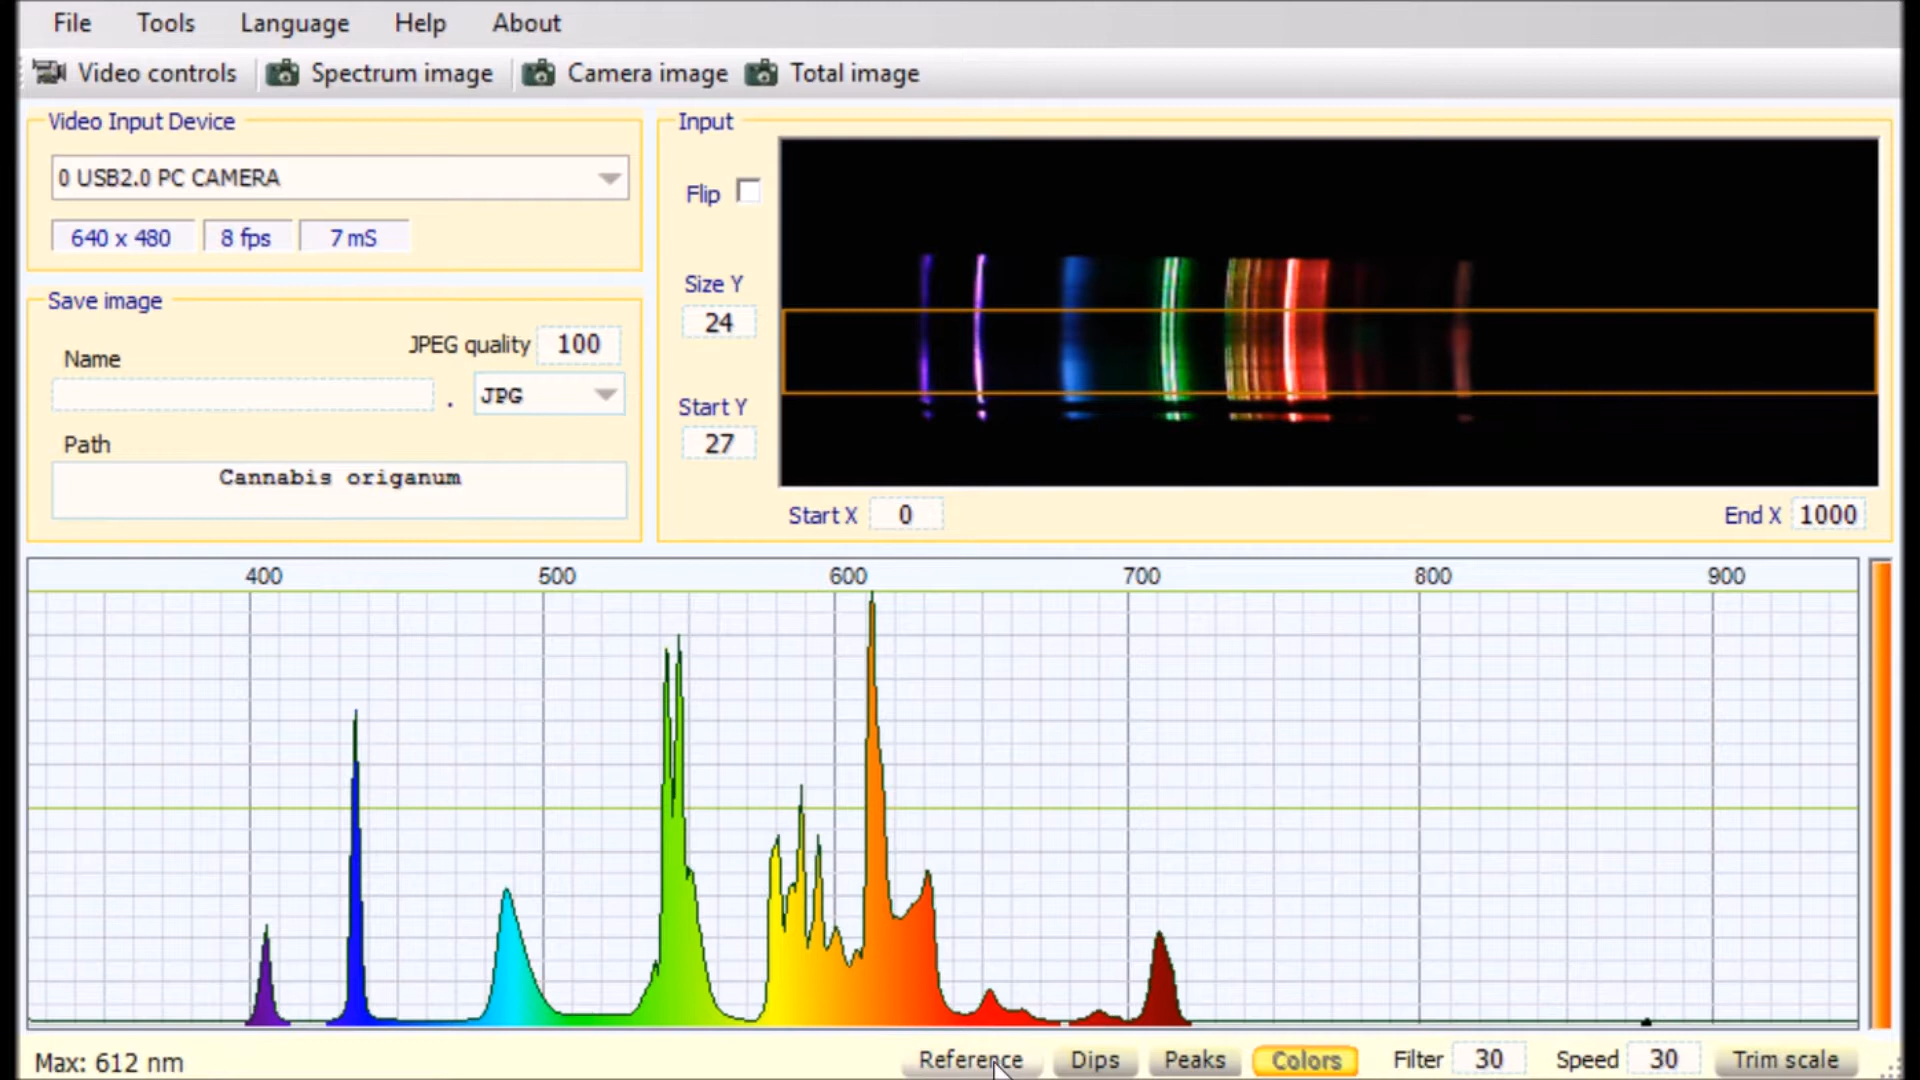 File Tools Language Help About
Video controls Spectrum image Camera image Total image
Video Input Device
0 USB2.0 PC CAMERA
640 x 480 8 fps 7 mS
Save image
JPEG quality 100
Name
. JPG
Path
Cannabis origanum
Input
Flip
Size Y
24
Start Y
27
Start X 0 End X 1000
400 500 600 700 800 900
Max: 612 nm Reference Dips Peaks Colors Filter 30 Speed 30 Trim scale